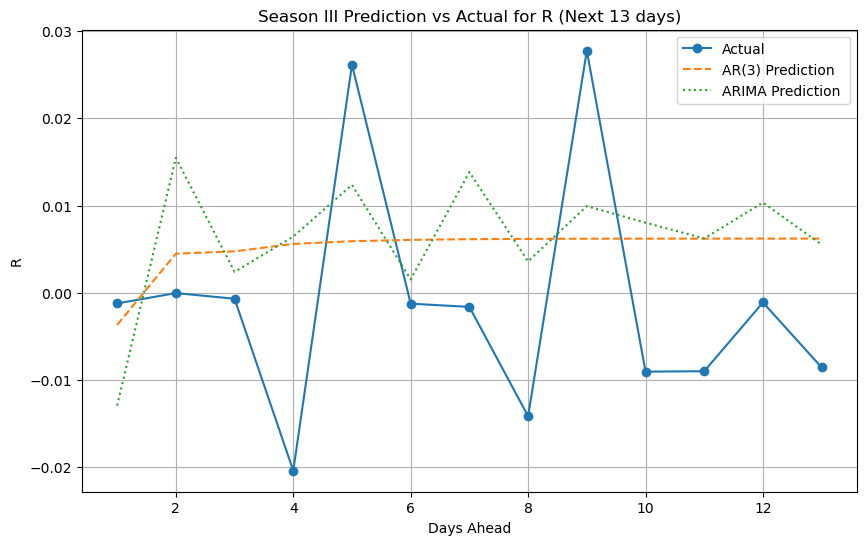 Season III Prediction vs Actual for R (Next 13 days)
Actual
AR(3) Prediction
ARIMA Prediction
0.03
0.02
0.01
0.00
−0.01
−0.02
R
2
4
6
8
10
12
Days Ahead